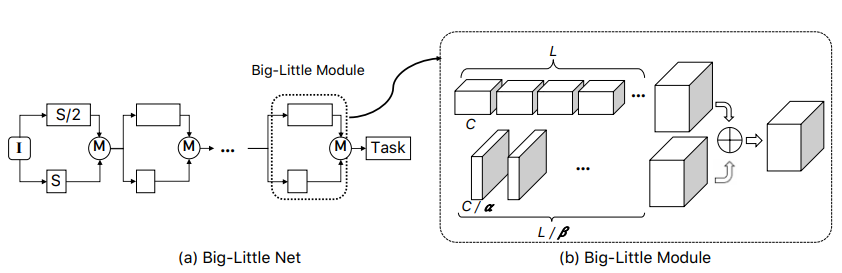 Big-Little Module
I
S/2
S
M
M
...
M
Task
(a) Big-Little Net
L
C
...
C / α
...
L / β
(b) Big-Little Module